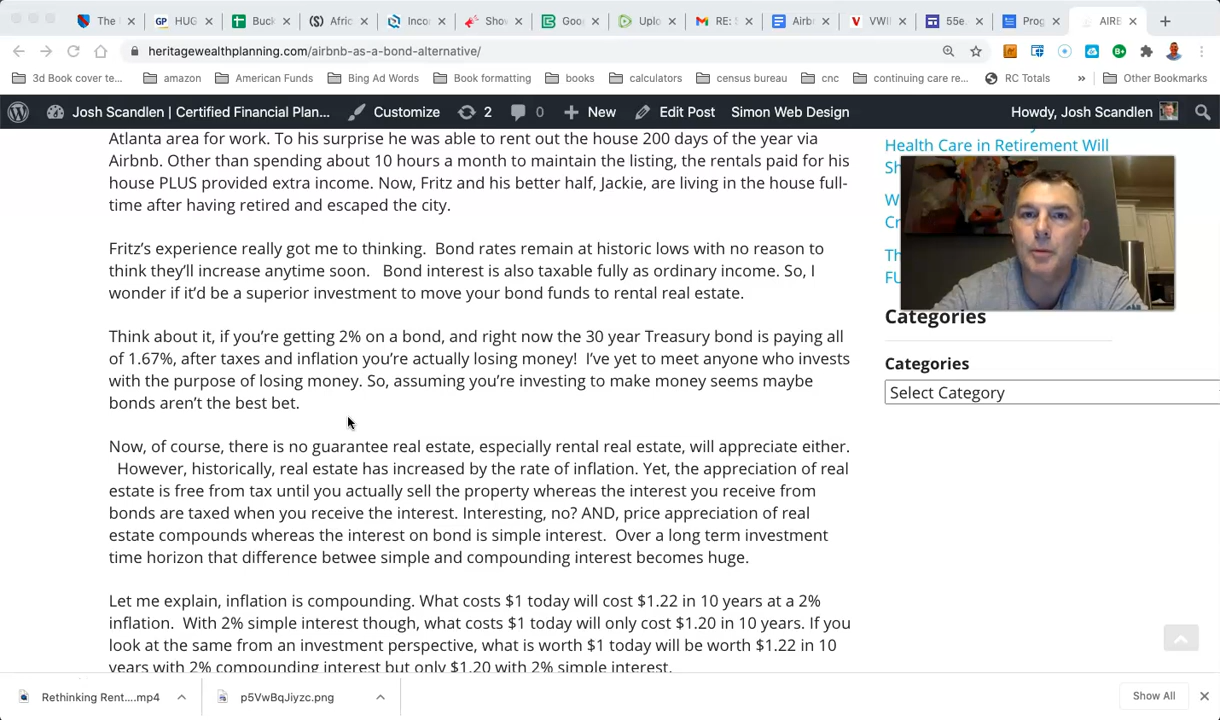 The
GP HUG
Buck
Afric
Inco
Show
Goo
Uplo
RE: S
Airb
VWII
55e.
Prog
AIRE
heritagewealthplanning.com/airbnb-as-a-bond-alternative/
3d Book cover te...
amazon
American Funds
Bing Ad Words
Book formatting
books
calculators
census bureau
cnc
continuing care re...
RC Totals
»
Other Bookmarks
Josh Scandlen | Certified Financial Plan...
Customize
2
0
New
Edit Post
Simon Web Design
Howdy, Josh Scandlen
Atlanta area for work. To his surprise he was able to rent out the house 200 days of the year via
Airbnb. Other than spending about 10 hours a month to maintain the listing, the rentals paid for his
house PLUS provided extra income. Now, Fritz and his better half, Jackie, are living in the house full-
time after having retired and escaped the city.
Fritz's experience really got me to thinking. Bond rates remain at historic lows with no reason to
think they'll increase anytime soon. Bond interest is also taxable fully as ordinary income. So, I
wonder if it'd be a superior investment to move your bond funds to rental real estate.
Think about it, if you're getting 2% on a bond, and right now the 30 year Treasury bond is paying all
of 1.67%, after taxes and inflation you're actually losing money! I've yet to meet anyone who invests
with the purpose of losing money. So, assuming you're investing to make money seems maybe
bonds aren't the best bet.
Now, of course, there is no guarantee real estate, especially rental real estate, will appreciate either.
However, historically, real estate has increased by the rate of inflation. Yet, the appreciation of real
estate is free from tax until you actually sell the property whereas the interest you receive from
bonds are taxed when you receive the interest. Interesting, no? AND, price appreciation of real
estate compounds whereas the interest on bond is simple interest. Over a long term investment
time horizon that difference betwee simple and compounding interest becomes huge.
Let me explain, inflation is compounding. What costs $1 today will cost $1.22 in 10 years at a 2%
inflation. With 2% simple interest though, what costs $1 today will only cost $1.20 in 10 years. If you
look at the same from an investment perspective, what is worth $1 today will be worth $1.22 in 10
years with 2% compounding interest but only $1.20 with 2% simple interest.
Health Care in Retirement Will
Sh
W
Cr
Th
FU
Categories
Categories
Select Category
Rethinking Rent....mp4
p5VwBqJiyzc.png
Show All